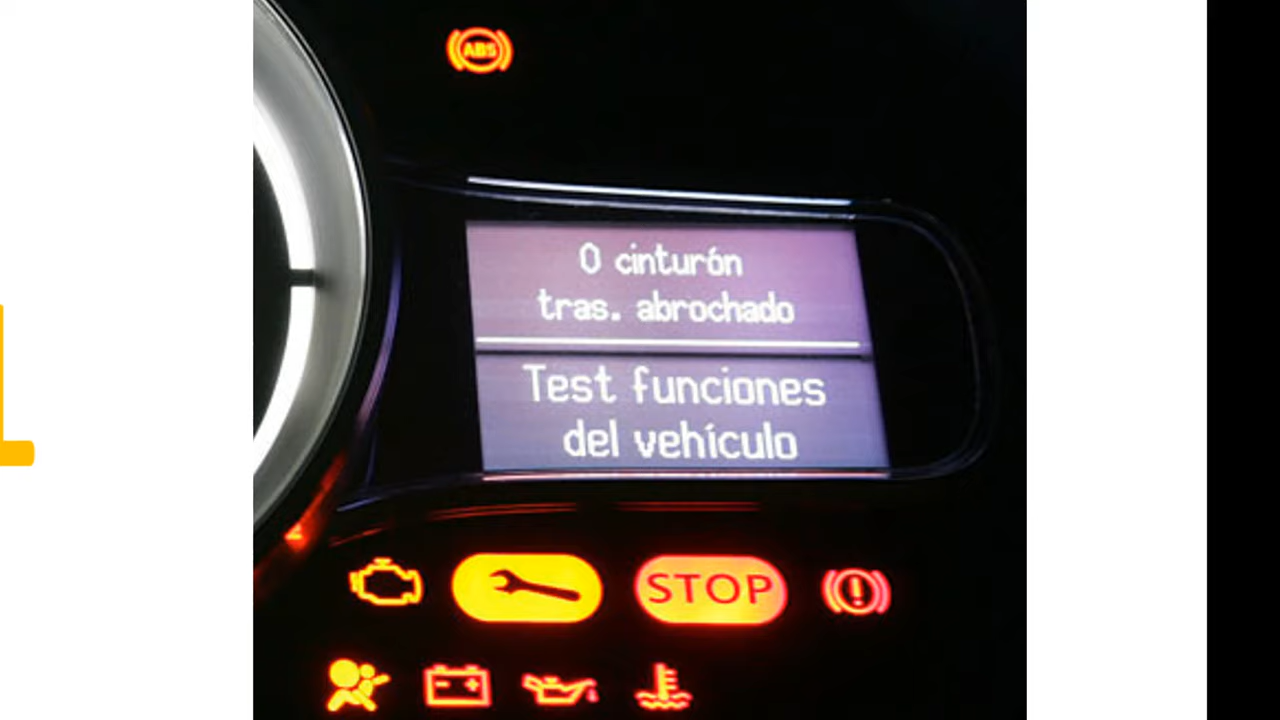 ABS
0 cinturón
tras. abrochado
Test funciones
del vehículo
STOP